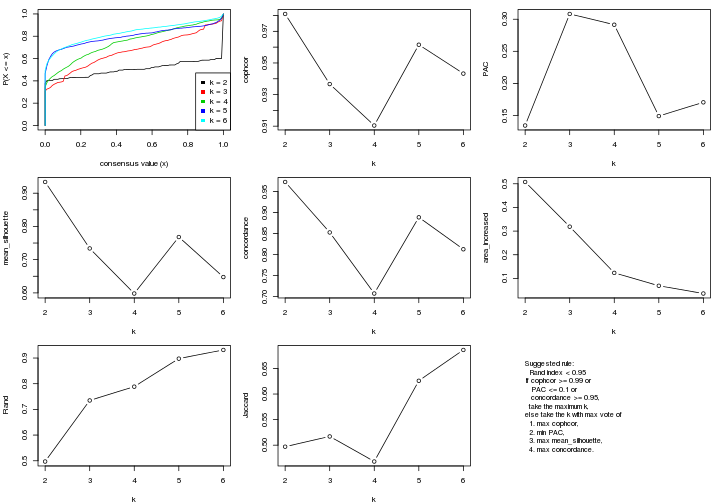 P(X <= x)
0.0 0.2 0.4 0.6 0.8 1.0
k = 2
k = 3
k = 4
k = 5
k = 6
0.0 0.2 0.4 0.6 0.8 1.0
consensus value (x)
cophcor
0.91 0.93 0.95 0.97
2 3 4 5 6
k
PAC
0.15 0.20 0.25 0.30
2 3 4 5 6
k
mean_silhouette
0.60 0.70 0.80 0.90
2 3 4 5 6
k
concordance
0.70 0.75 0.80 0.85 0.90 0.95
2 3 4 5 6
k
area_increased
0.1 0.2 0.3 0.4 0.5
2 3 4 5 6
k
Rand
0.5 0.6 0.7 0.8 0.9
2 3 4 5 6
k
Jaccard
0.50 0.55 0.60 0.65
2 3 4 5 6
k
Suggested rule:
Rand index < 0.95
If cophcor >= 0.99 or
PAC <= 0.1 or
concordance >= 0.95,
take the maximum k,
else take the k with max vote of
1. max cophcor,
2. min PAC,
3. max mean_silhouette,
4. max concordance.